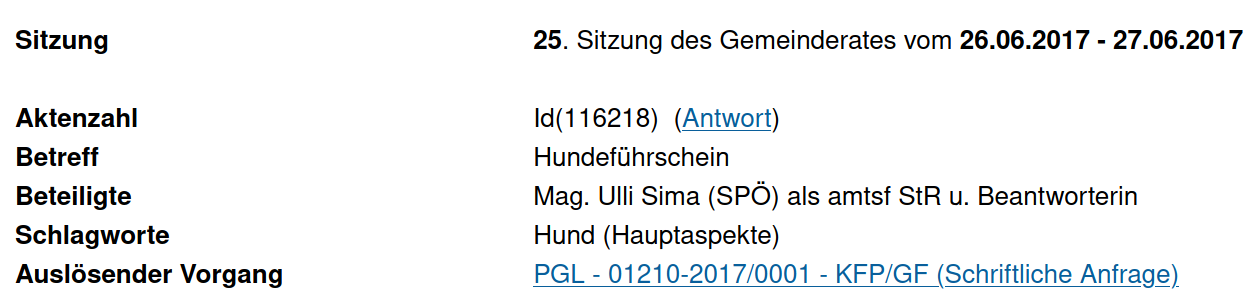 Sitzung 25. Sitzung des Gemeinderates vom 26.06.2017 - 27.06.2017
Aktenzahl Id(116218) (Antwort)
Betreff Hundeführschein
Beteiligte Mag. Ulli Sima (SPÖ) als amtsf StR u. Beantworterin
Schlagworte Hund (Hauptaspekte)
Auslösender Vorgang PGL - 01210-2017/0001 - KFP/GF (Schriftliche Anfrage)